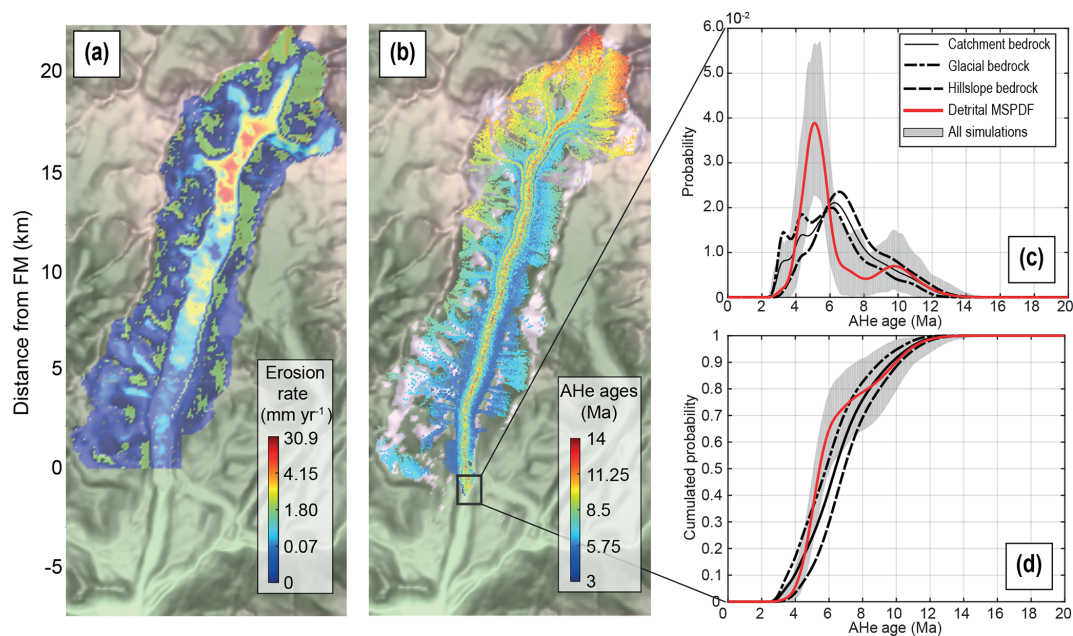 (a)
Distance from FM (km)
20
15
10
5
0
-5
Erosion
rate
(mm yr⁻¹)
30.9
4.15
1.80
0.07
0
(b)
AHe ages
(Ma)
14
11.25
8.5
5.75
3
6.0 x10⁻²
5.0
4.0
3.0
2.0
1.0
0
Probability
Catchment bedrock
Glacial bedrock
Hillslope bedrock
Detrital MSPDF
All simulations
(c)
0 2 4 6 8 10 12 14 16 18 20
AHe age (Ma)
1
0.9
0.8
0.7
0.6
0.5
0.4
0.3
0.2
0.1
0
Cumulated probability
(d)
0 2 4 6 8 10 12 14 16 18 20
AHe age (Ma)